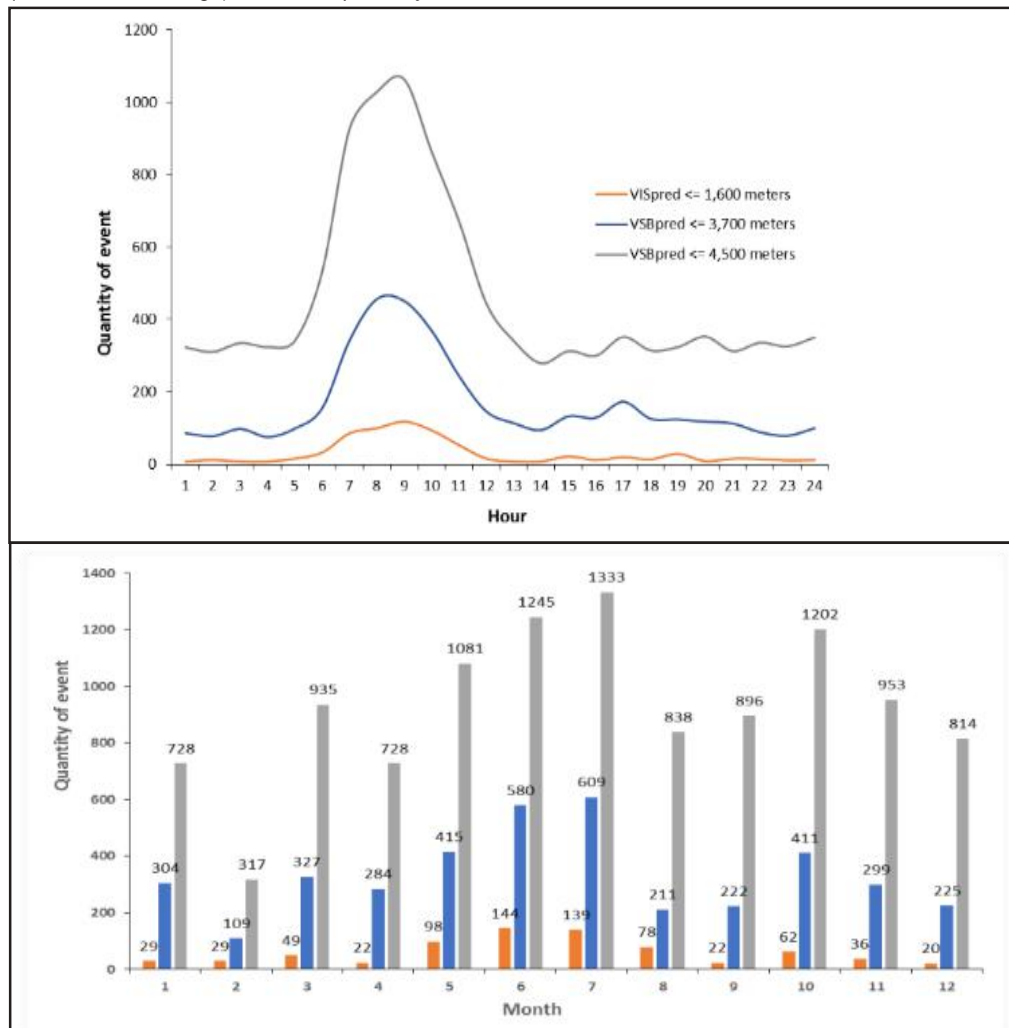 1200
1000
800
600
400
200
0
Quantity of event
VISpred <= 1,600 meters
VSBpred <= 3,700 meters
VSBpred <= 4,500 meters
1 2 3 4 5 6 7 8 9 10 11 12 13 14 15 16 17 18 19 20 21 22 23 24
Hour
1400
1200
1000
800
600
400
200
0
Quantity of event
29 304 728
29 109 317
49 327 935
22 284 728
98 415 1081
144 580 1245
139 609 1333
78 211 838
22 222 896
62 411 1202
36 299 953
20 225 814
1 2 3 4 5 6 7 8 9 10 11 12
Month